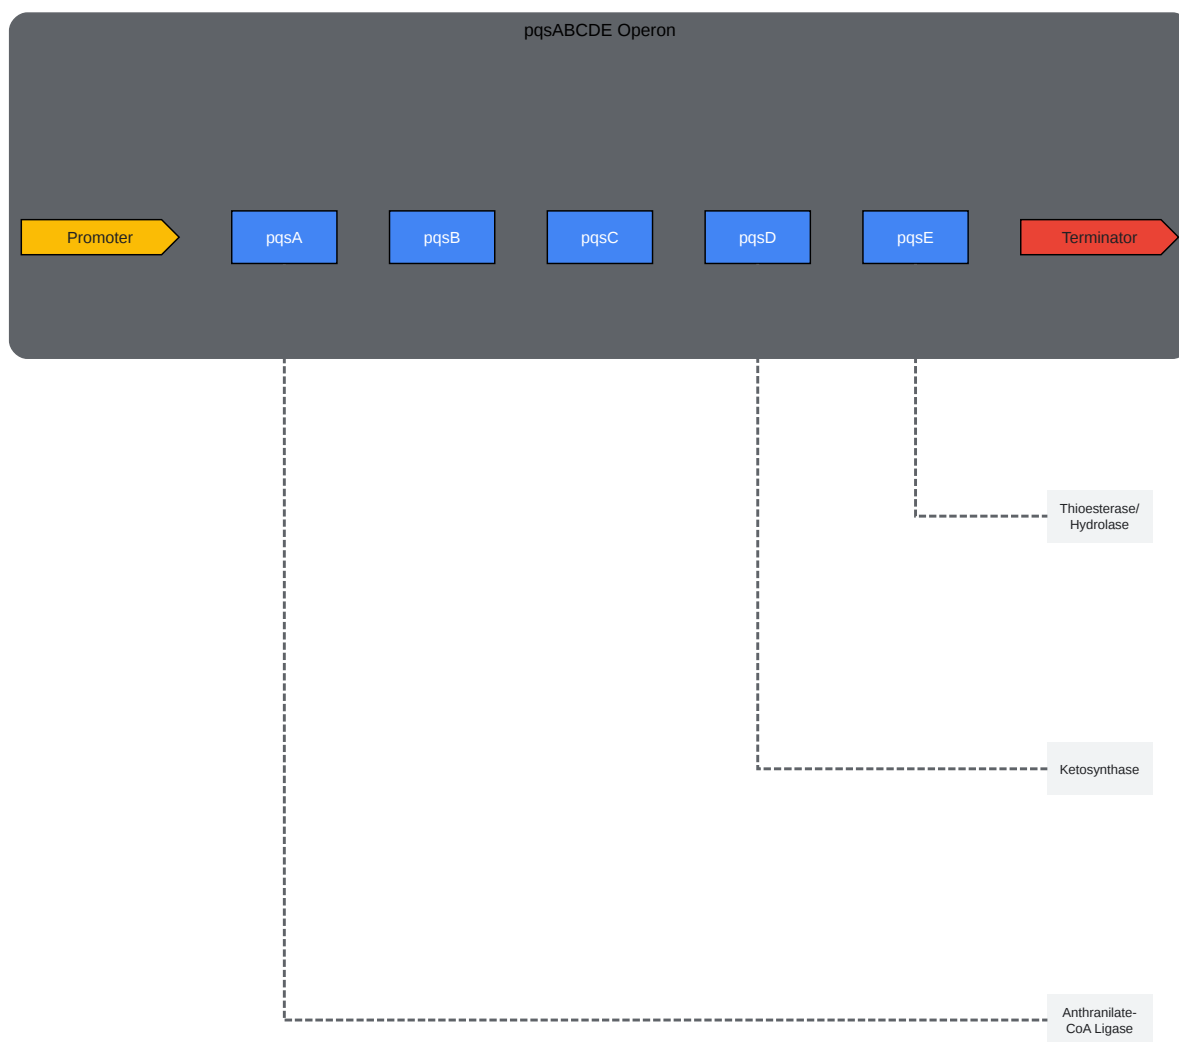 pqsABCDE Operon
Promoter
pqsA
pqsB
pqsC
pqsD
pqsE
Terminator
Thioesterase/
Hydrolase
Ketosynthase
Anthranilate-
CoA Ligase